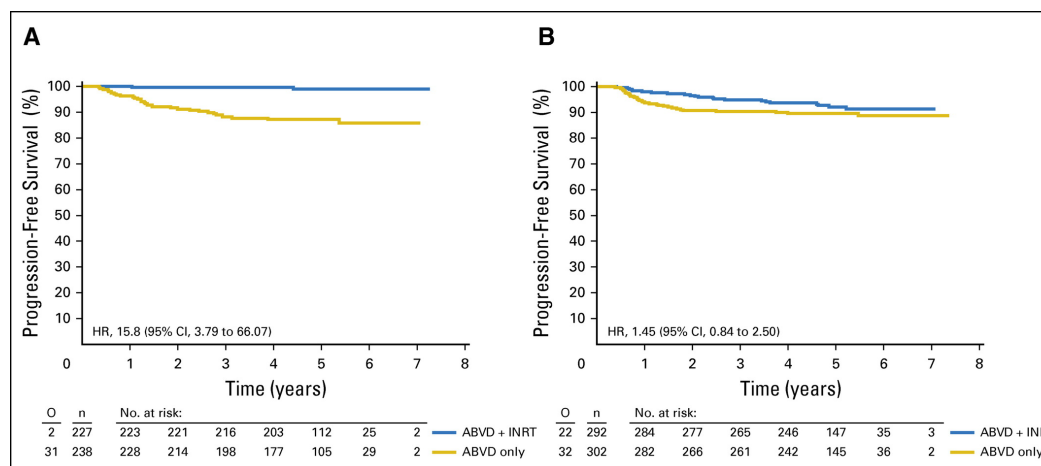 A
100
90
80
70
60
50
40
30
20
10
Progression-Free Survival (%)
HR, 15.8 (95% CI, 3.79 to 66.07)
0 1 2 3 4 5 6 7 8
Time (years)
O n No. at risk:
2 227 223 221 216 203 112 25 2 ABVD + INRT
31 238 228 214 198 177 105 29 2 ABVD only
B
100
90
80
70
60
50
40
30
20
10
Progression-Free Survival (%)
HR, 1.45 (95% CI, 0.84 to 2.50)
0 1 2 3 4 5 6 7 8
Time (years)
O n No. at risk:
22 292 284 277 265 246 147 35 3 ABVD + IN
32 302 282 266 261 242 145 36 2 ABVD only